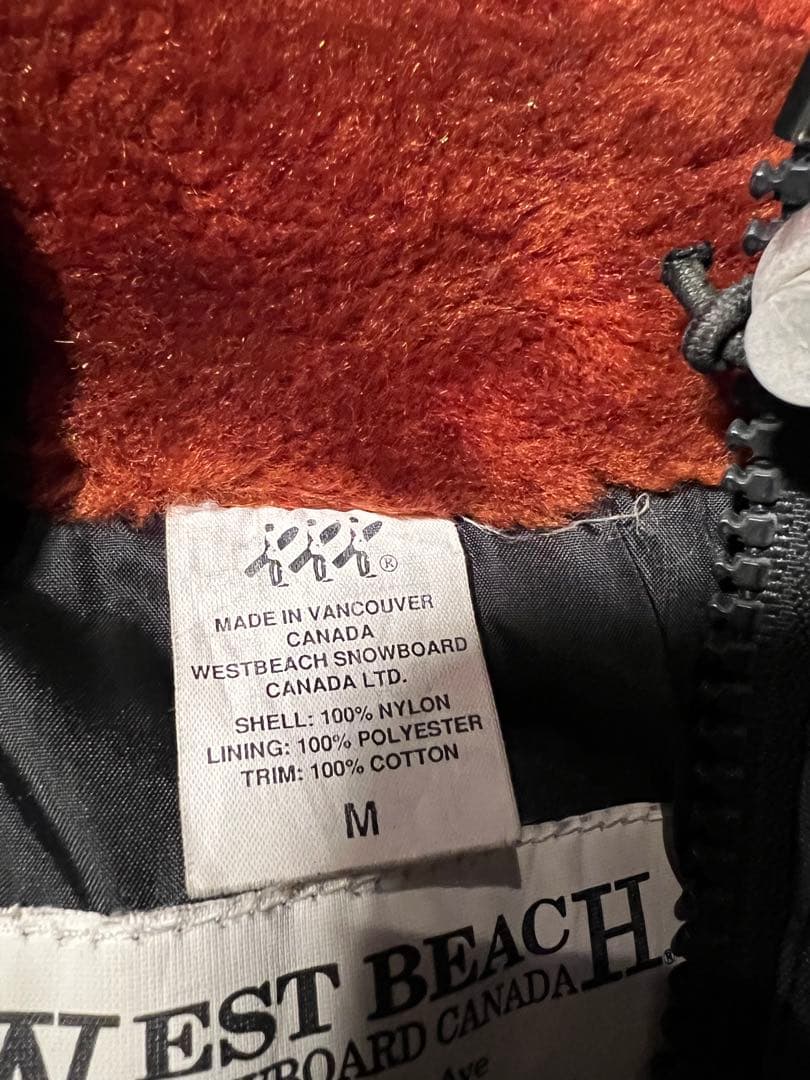 ®
MADE IN VANCOUVER
CANADA
WESTBEACH SNOWBOARD
CANADA LTD.
SHELL: 100% NYLON
LINING: 100% POLYESTER
TRIM: 100% COTTON
M
WEST BEACH®
CANADA
Ave